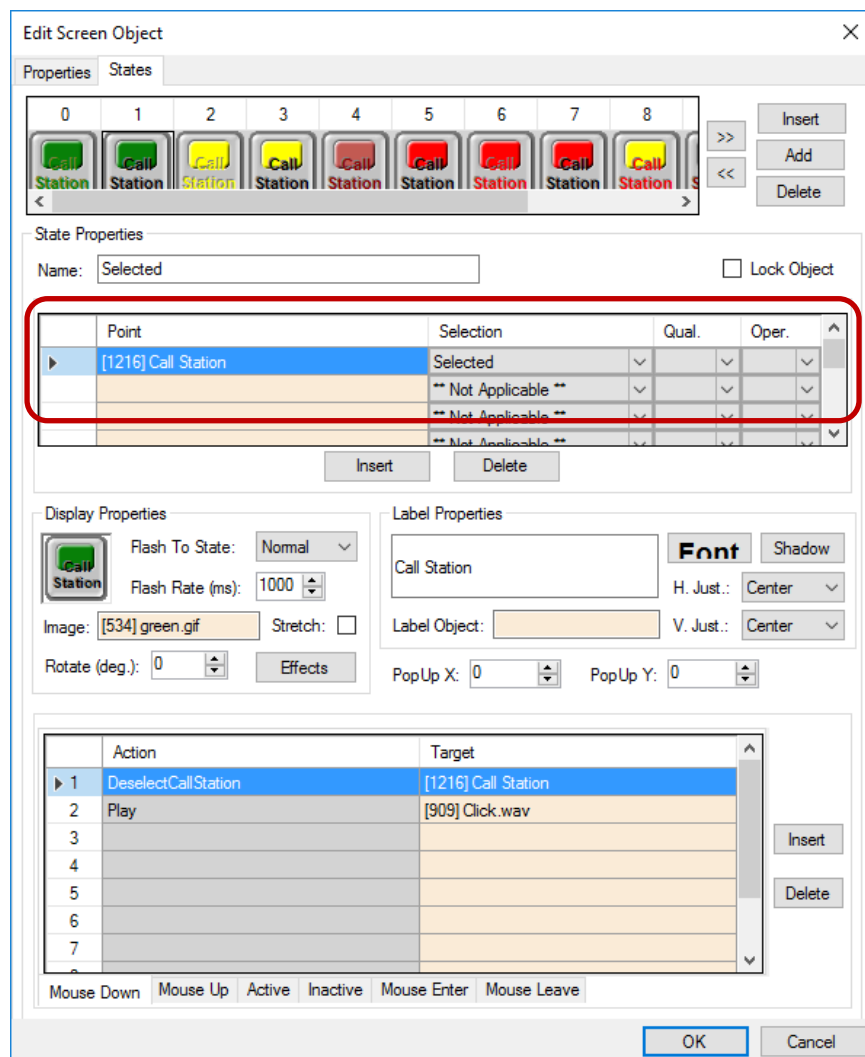 Edit Screen Object
Properties States
0 1 2 3 4 5 6 7 8
Call Call Call Call Call Call Call Call Call
Station Station Station Station Station Station Station Station Station S
>>
<<
Insert
Add
Delete
State Properties
Name: Selected Lock Object
Point Selection Qual. Oper.
[1216] Call Station Selected
** Not Applicable **
** Not Applicable **
** Not Applicable **
Insert Delete
Display Properties
Call
Station
Flash To State: Normal
Flash Rate (ms): 1000
Image: [534] green.gif Stretch:
Rotate (deg.): 0 Effects
Label Properties
Call Station
Font Shadow
H. Just.: Center
Label Object: V. Just.: Center
PopUp X: 0 PopUp Y: 0
Action Target
1 DeselectCallStation [1216] Call Station
2 Play [909] Click.wav
3
4
5
6
7
Insert
Delete
Mouse Down Mouse Up Active Inactive Mouse Enter Mouse Leave
OK Cancel